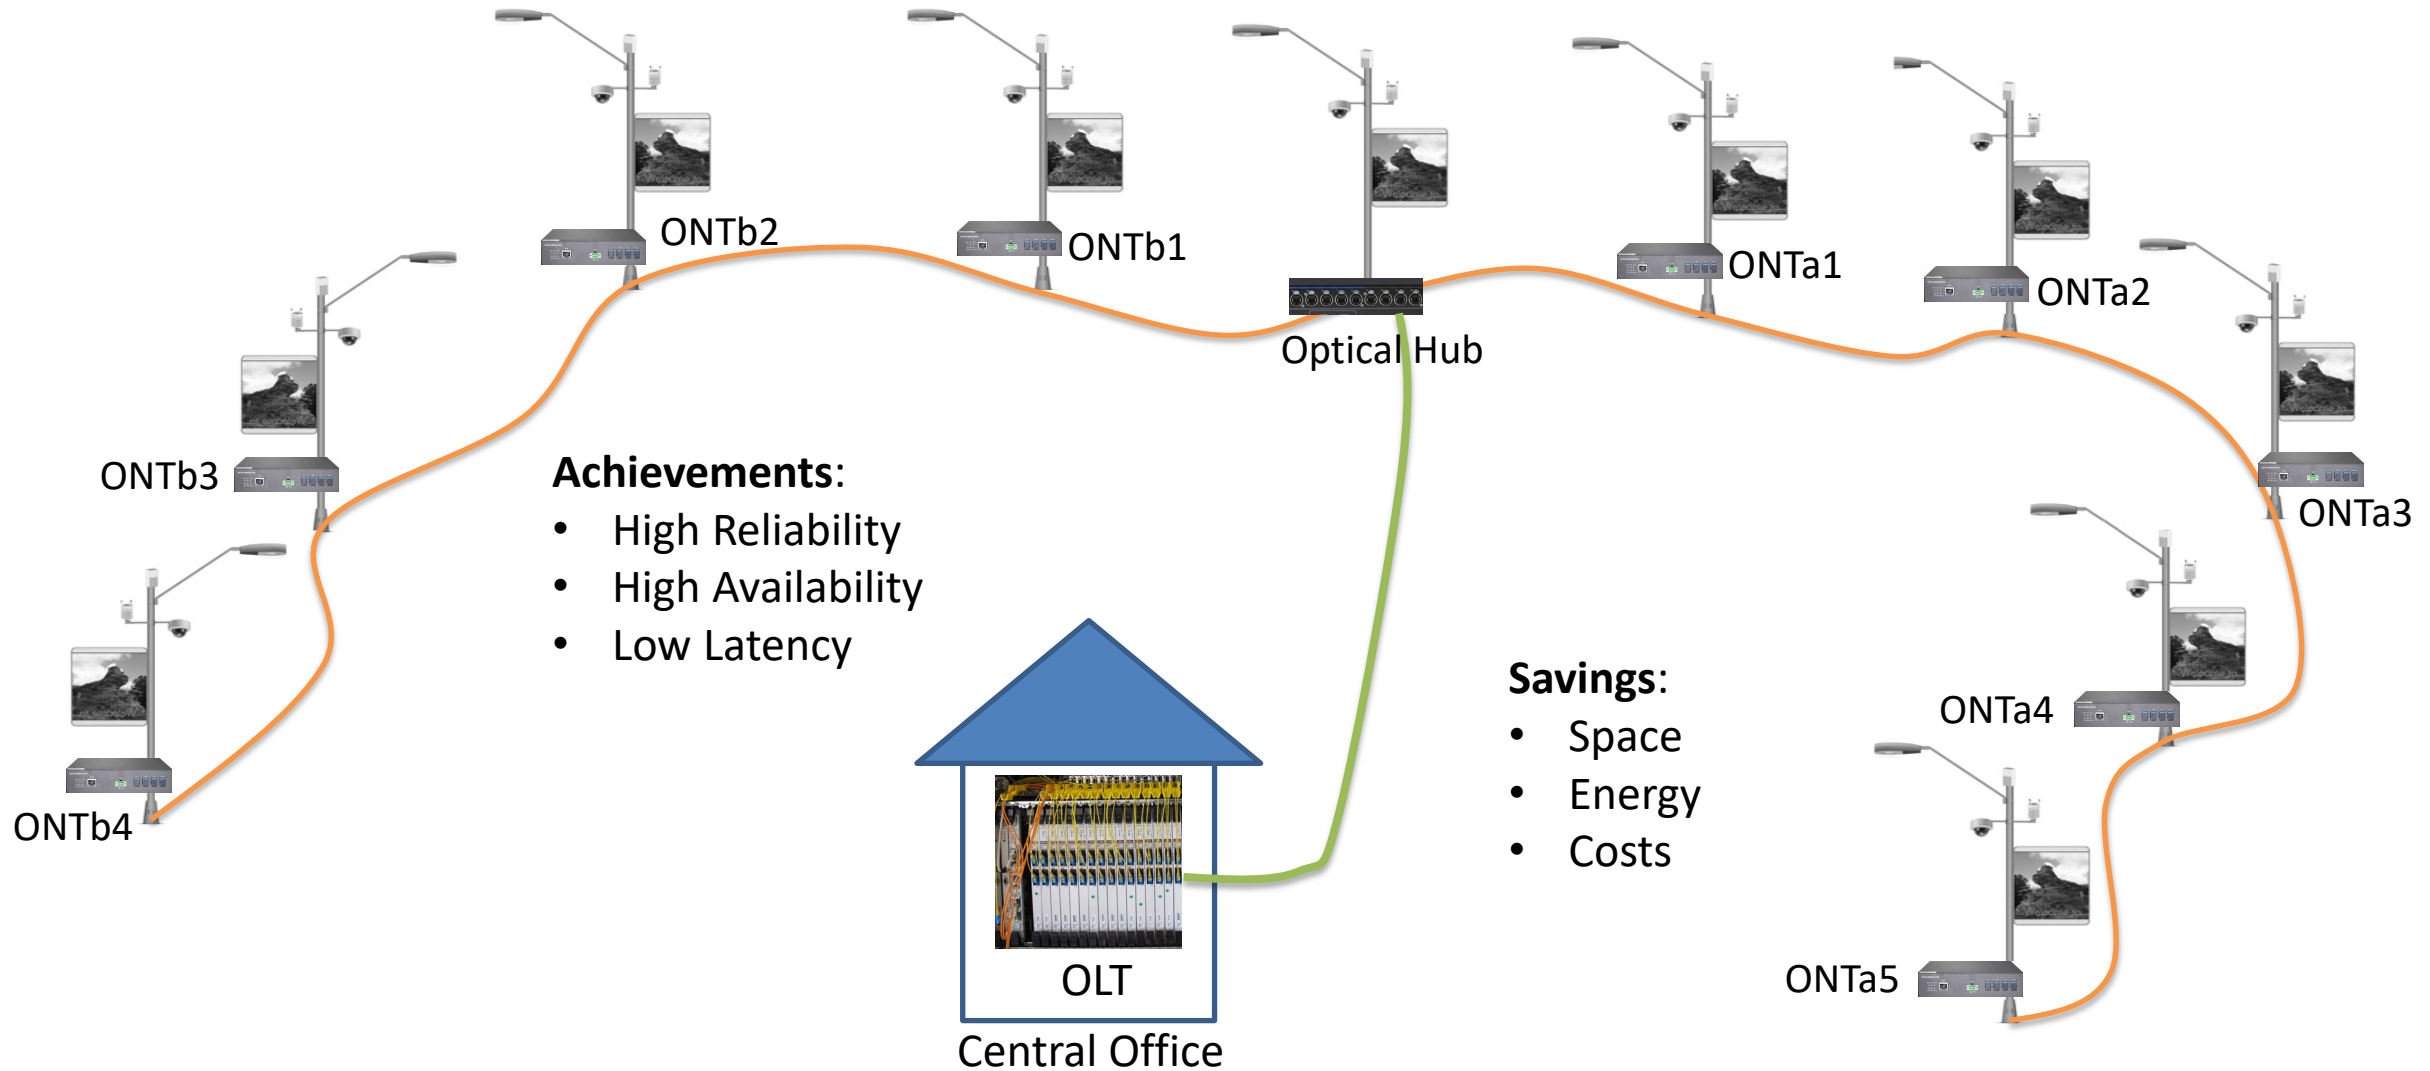 ONTb2
ONTb1
ONTa1
ONTa2
Optical Hub
ONTb3
ONTa3
Achievements:
• High Reliability
• High Availability
• Low Latency
ONTb4
Savings:
• Space
• Energy
• Costs
ONTa4
ONTa5
OLT
Central Office